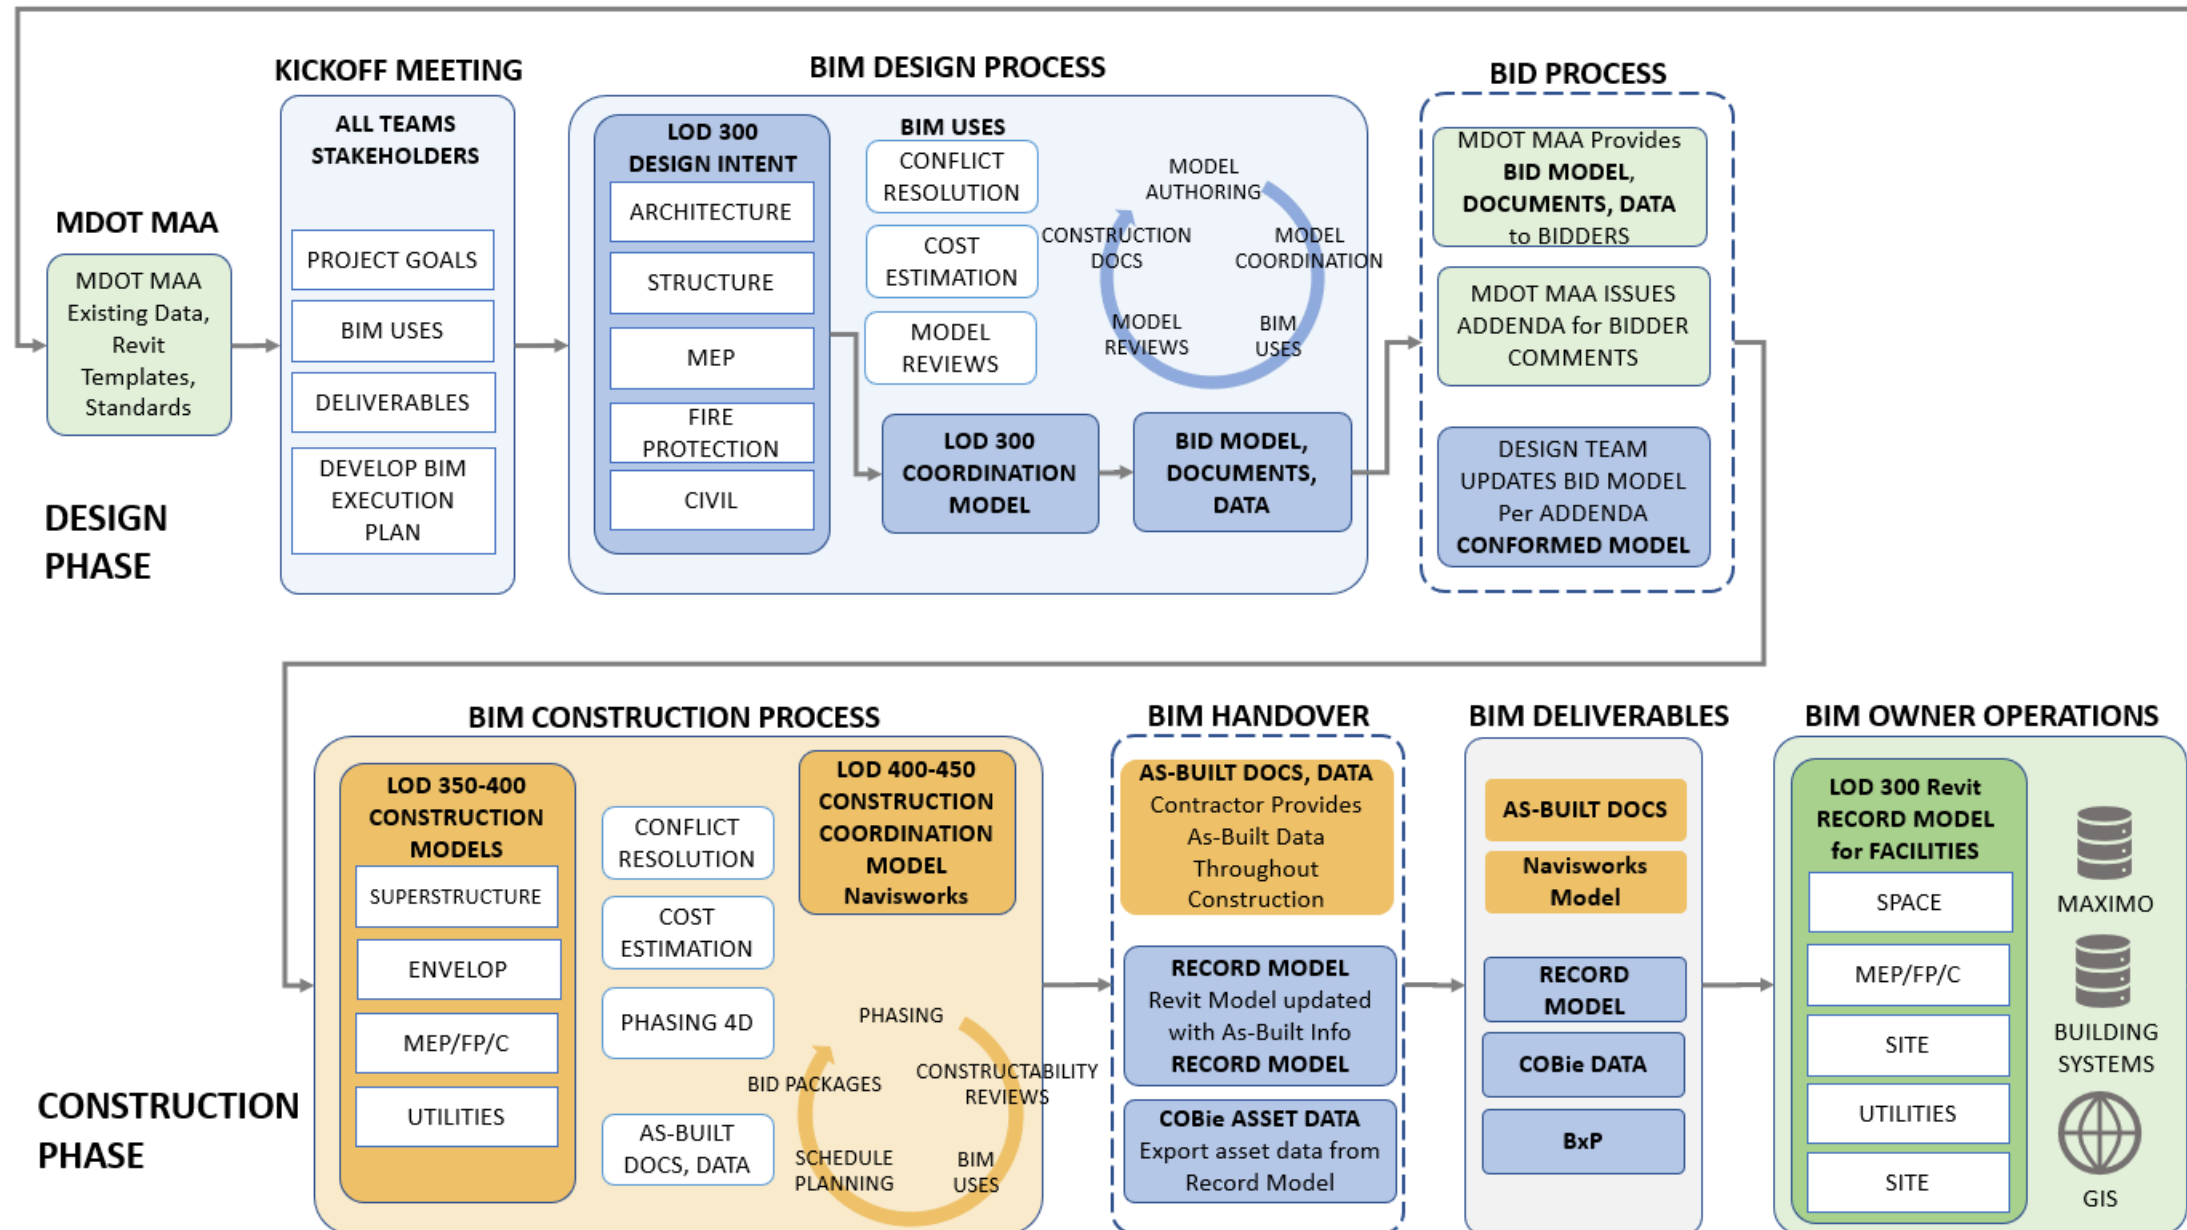 MDOT MAA
MDOT MAA
Existing Data,
Revit
Templates,
Standards
DESIGN
PHASE
KICKOFF MEETING
ALL TEAMS
STAKEHOLDERS
PROJECT GOALS
BIM USES
DELIVERABLES
DEVELOP BIM
EXECUTION
PLAN
BIM DESIGN PROCESS
LOD 300
DESIGN INTENT
ARCHITECTURE
STRUCTURE
MEP
FIRE
PROTECTION
CIVIL
BIM USES
CONFLICT
RESOLUTION
COST
ESTIMATION
MODEL
REVIEWS
MODEL
AUTHORING
MODEL
COORDINATION
BIM
USES
MODEL
REVIEWS
CONSTRUCTION
DOCS
LOD 300
COORDINATION
MODEL
BID MODEL,
DOCUMENTS,
DATA
BID PROCESS
MDOT MAA Provides
BID MODEL,
DOCUMENTS, DATA
to BIDDERS
MDOT MAA ISSUES
ADDENDA for BIDDER
COMMENTS
DESIGN TEAM
UPDATES BID MODEL
Per ADDENDA
CONFORMED MODEL
CONSTRUCTION
PHASE
BIM CONSTRUCTION PROCESS
LOD 350-400
CONSTRUCTION
MODELS
SUPERSTRUCTURE
ENVELOP
MEP/FP/C
UTILITIES
CONFLICT
RESOLUTION
COST
ESTIMATION
PHASING 4D
AS-BUILT
DOCS, DATA
LOD 400-450
CONSTRUCTION
COORDINATION
MODEL
Navisworks
PHASING
CONSTRUCTABILITY
REVIEWS
BIM
USES
SCHEDULE
PLANNING
BID PACKAGES
BIM HANDOVER
AS-BUILT DOCS, DATA
Contractor Provides
As-Built Data
Throughout
Construction
RECORD MODEL
Revit Model updated
with As-Built Info
RECORD MODEL
COBie ASSET DATA
Export asset data from
Record Model
BIM DELIVERABLES
AS-BUILT DOCS
Navisworks
Model
RECORD
MODEL
COBie DATA
BxP
BIM OWNER OPERATIONS
LOD 300 Revit
RECORD MODEL
for FACILITIES
SPACE
MEP/FP/C
SITE
UTILITIES
SITE
MAXIMO
BUILDING
SYSTEMS
GIS